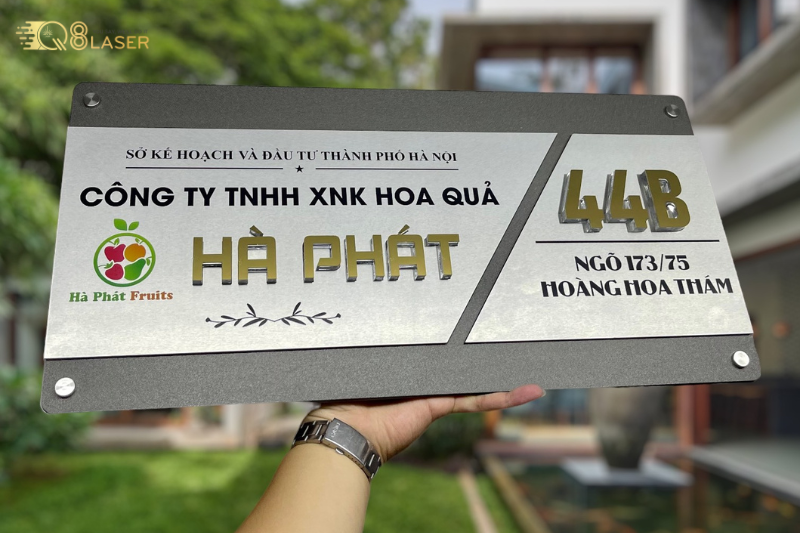 Q8LASER
SỞ KẾ HOẠCH VÀ ĐẦU TƯ THÀNH PHỐ HÀ NỘI
CÔNG TY TNHH XNK HOA QUẢ
HÀ PHÁT
Hà Phát Fruits
44B
NGÕ 173/75
HOÀNG HOA THÁM